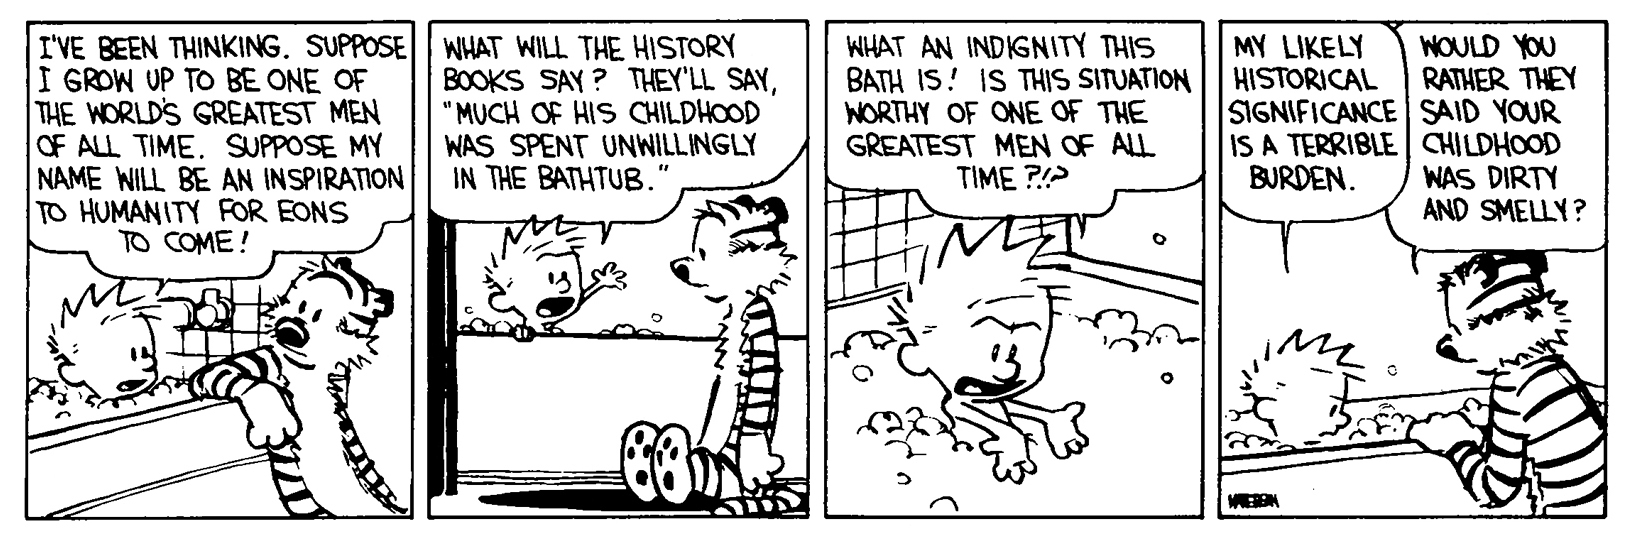 I'VE BEEN THINKING. SUPPOSE
I GROW UP TO BE ONE OF
THE WORLD'S GREATEST MEN
OF ALL TIME. SUPPOSE MY
NAME WILL BE AN INSPIRATION
TO HUMANITY FOR EONS
TO COME!
WHAT WILL THE HISTORY
BOOKS SAY? THEY'LL SAY,
"MUCH OF HIS CHILDHOOD
WAS SPENT UNWILLINGLY
IN THE BATHTUB."
WHAT AN INDIGNITY THIS
BATH IS! IS THIS SITUATION
WORTHY OF ONE OF THE
GREATEST MEN OF ALL
TIME?!?
MY LIKELY
HISTORICAL
SIGNIFICANCE
IS A TERRIBLE
BURDEN.
WOULD YOU
RATHER THEY
SAID YOUR
CHILDHOOD
WAS DIRTY
AND SMELLY?
WATTERSON